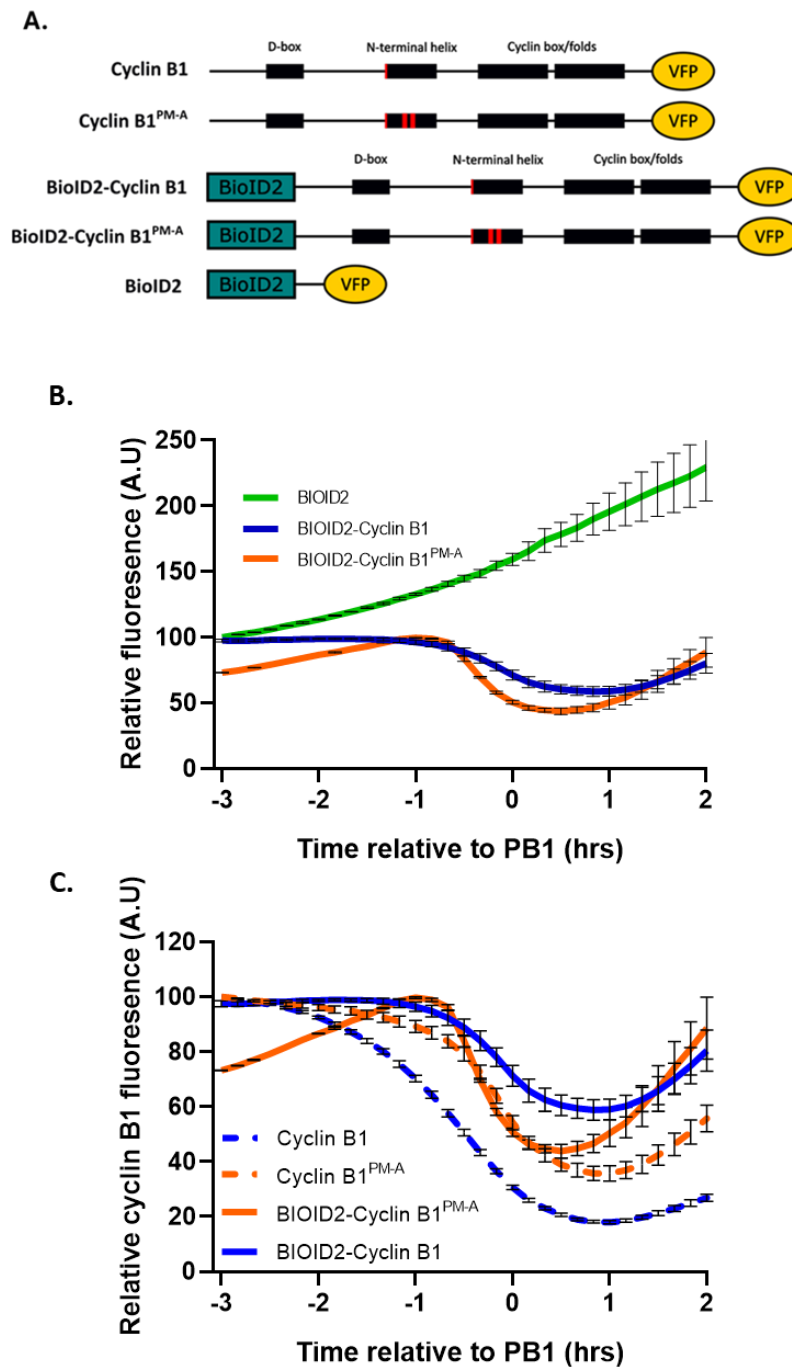 A.
D-box N-terminal helix Cyclin box/folds
Cyclin B1 VFP
Cyclin B1PM-A VFP
D-box N-terminal helix Cyclin box/folds
BioID2-Cyclin B1 BioID2 VFP
BioID2-Cyclin B1PM-A BioID2 VFP
BioID2 BioID2 VFP
B.
Relative fluoresence (A.U)
250
200
150
100
50
0
BIOID2
BIOID2-Cyclin B1
BIOID2-Cyclin B1PM-A
-3 -2 -1 0 1 2
Time relative to PB1 (hrs)
C.
Relative cyclin B1 fluoresence (A.U)
120
100
80
60
40
20
0
Cyclin B1
Cyclin B1PM-A
BIOID2-Cyclin B1PM-A
BIOID2-Cyclin B1
-3 -2 -1 0 1 2
Time relative to PB1 (hrs)